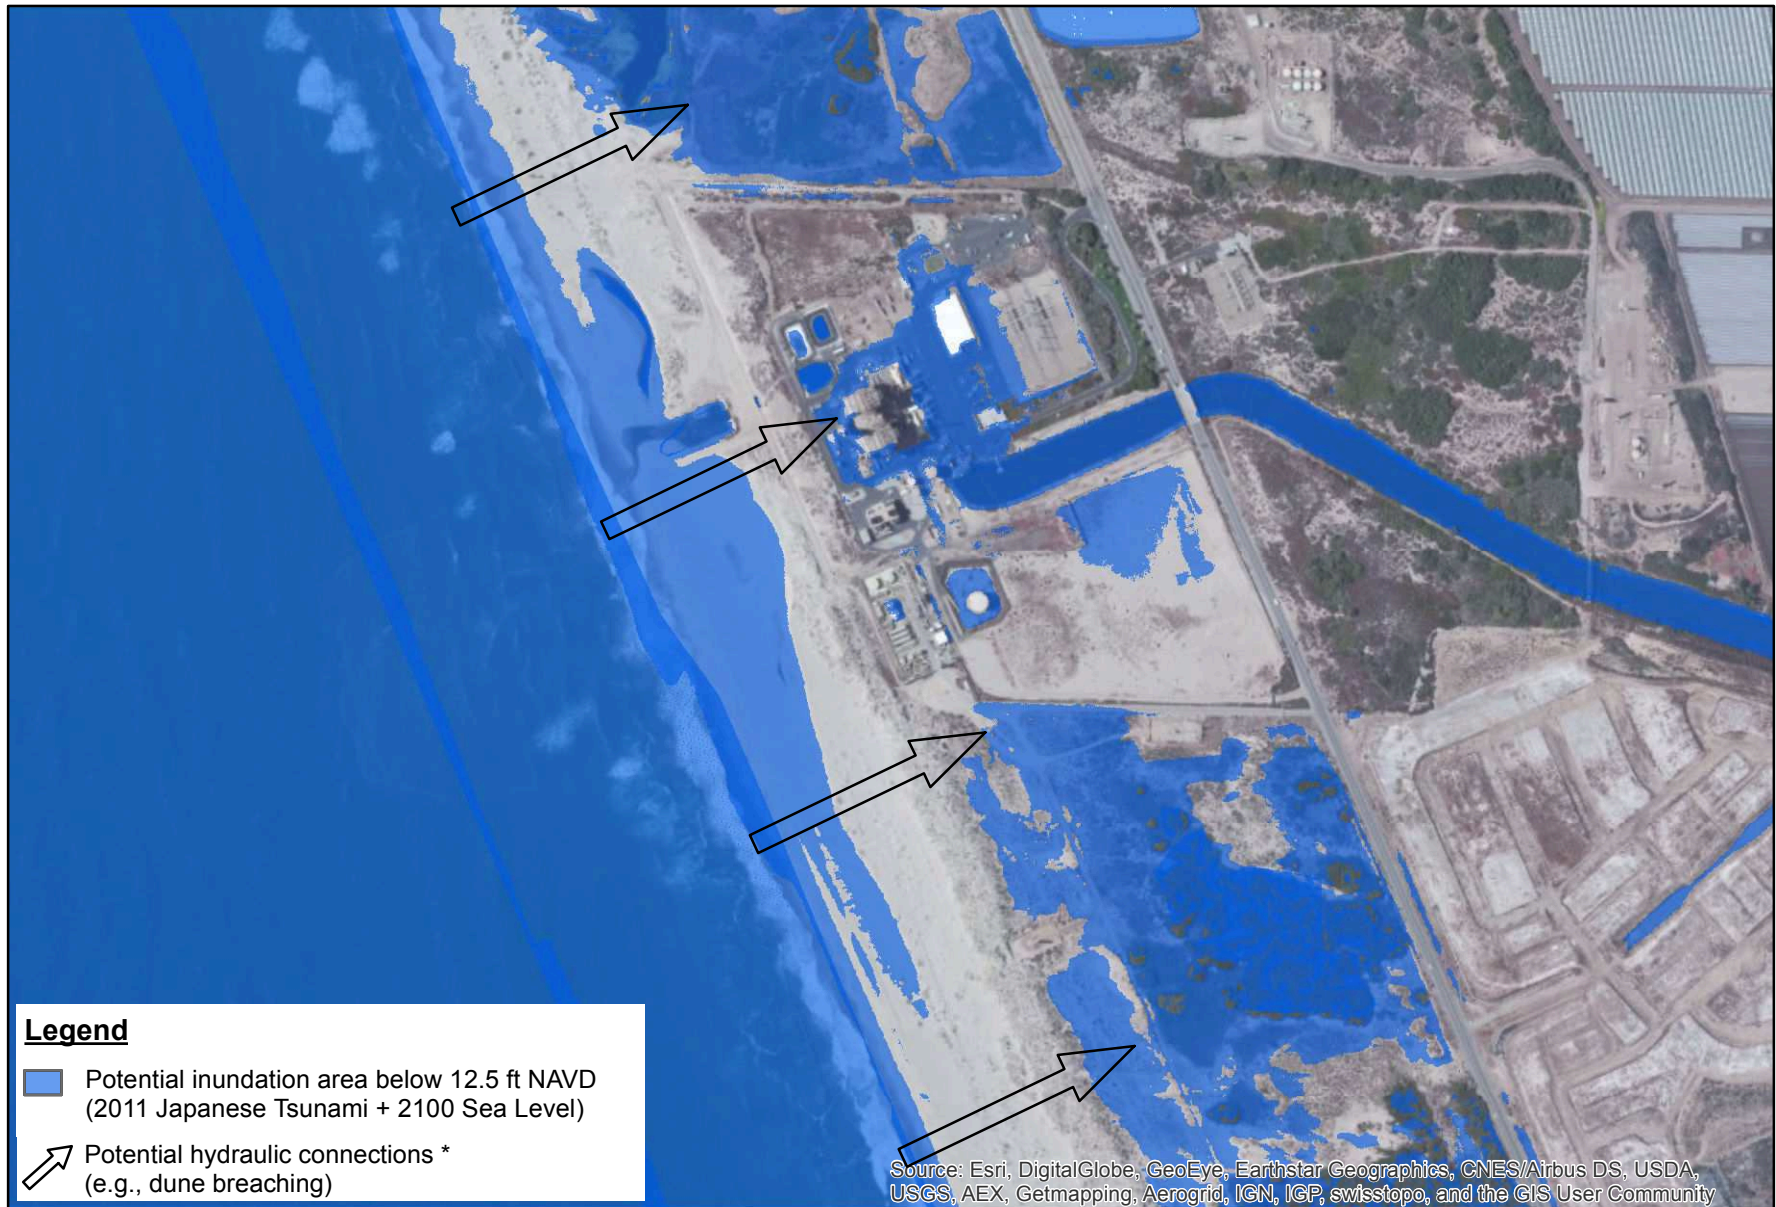 Legend
Potential inundation area below 12.5 ft NAVD
(2011 Japanese Tsunami + 2100 Sea Level)
Potential hydraulic connections *
(e.g., dune breaching)
Source: Esri, DigitalGlobe, GeoEye, Earthstar Geographics, CNES/Airbus DS, USDA,
USGS, AEX, Getmapping, Aerogrid, IGN, IGP, swisstopo, and the GIS User Community